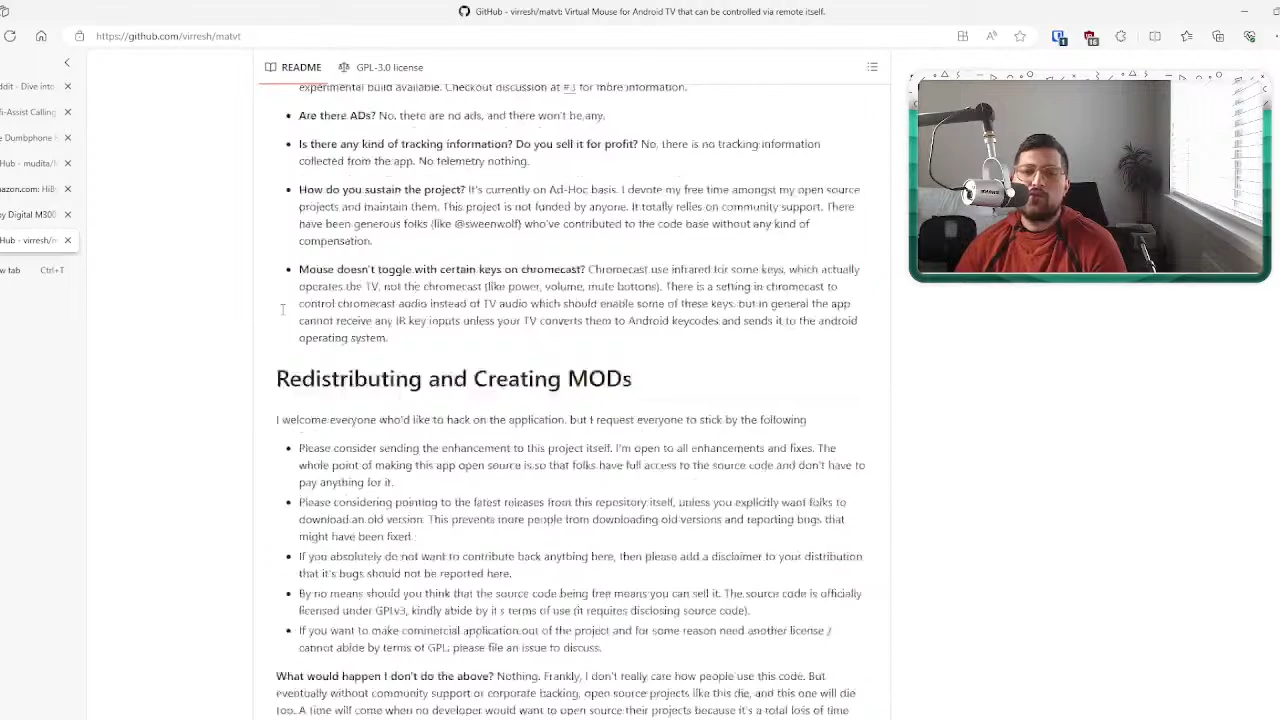 GitHub - virresh/matvt: Virtual Mouse for Android TV that can be controlled via remote itself.
https://github.com/virresh/matvt
1
16
ddit - Dive into
fi-Assist Calling
e Dumbphone
Hub - mudita/
azon.com: HiB
by Digital M300
Hub - virresh/m
w tab Ctrl+T
README
GPL-3.0 license
experimental build available. Checkout discussion at #3 for more information.
Are there ADs? No, there are no ads, and there won't be any.
Is there any kind of tracking information? Do you sell it for profit? No, there is no tracking information
collected from the app. No telemetry nothing.
How do you sustain the project? It's currently on Ad-Hoc basis. I devote my free time amongst my open source
projects and maintain them. This project is not funded by anyone. It totally relies on community support. There
have been generous folks (like @sweenwolf) who've contributed to the code base without any kind of
compensation.
Mouse doesn't toggle with certain keys on chromecast? Chromecast use infrared for some keys, which actually
operates the TV, not the chromecast (like power, volume, mute buttons). There is a setting in chromecast to
control chromecast audio instead of TV audio which should enable some of these keys, but in general the app
cannot receive any IR key inputs unless your TV converts them to Android keycodes and sends it to the android
operating system.
Redistributing and Creating MODs
I welcome everyone who'd like to hack on the application, but I request everyone to stick by the following
Please consider sending the enhancement to this project itself. I'm open to all enhancements and fixes. The
whole point of making this app open source is so that folks have full access to the source code and don't have to
pay anything for it.
Please considering pointing to the latest releases from this repository itself, unless you explicitly want folks to
download an old version. This prevents more people from downloading old versions and reporting bugs that
might have been fixed.
If you absolutely do not want to contribute back anything here, then please add a disclaimer to your distribution
that it's bugs should not be reported here.
By no means should you think that the source code being free means you can sell it. The source code is officially
licensed under GPLv3, kindly abide by it's terms of use (it requires disclosing source code).
If you want to make commercial application out of the project and for some reason need another license /
cannot abide by terms of GPL, please file an issue to discuss.
What would happen I don't do the above? Nothing. Frankly, I don't really care how people use this code. But
eventually without community support or corporate backing, open source projects like this die, and this one will die
too. A time will come when no developer would want to open source their projects because it's a total loss of time